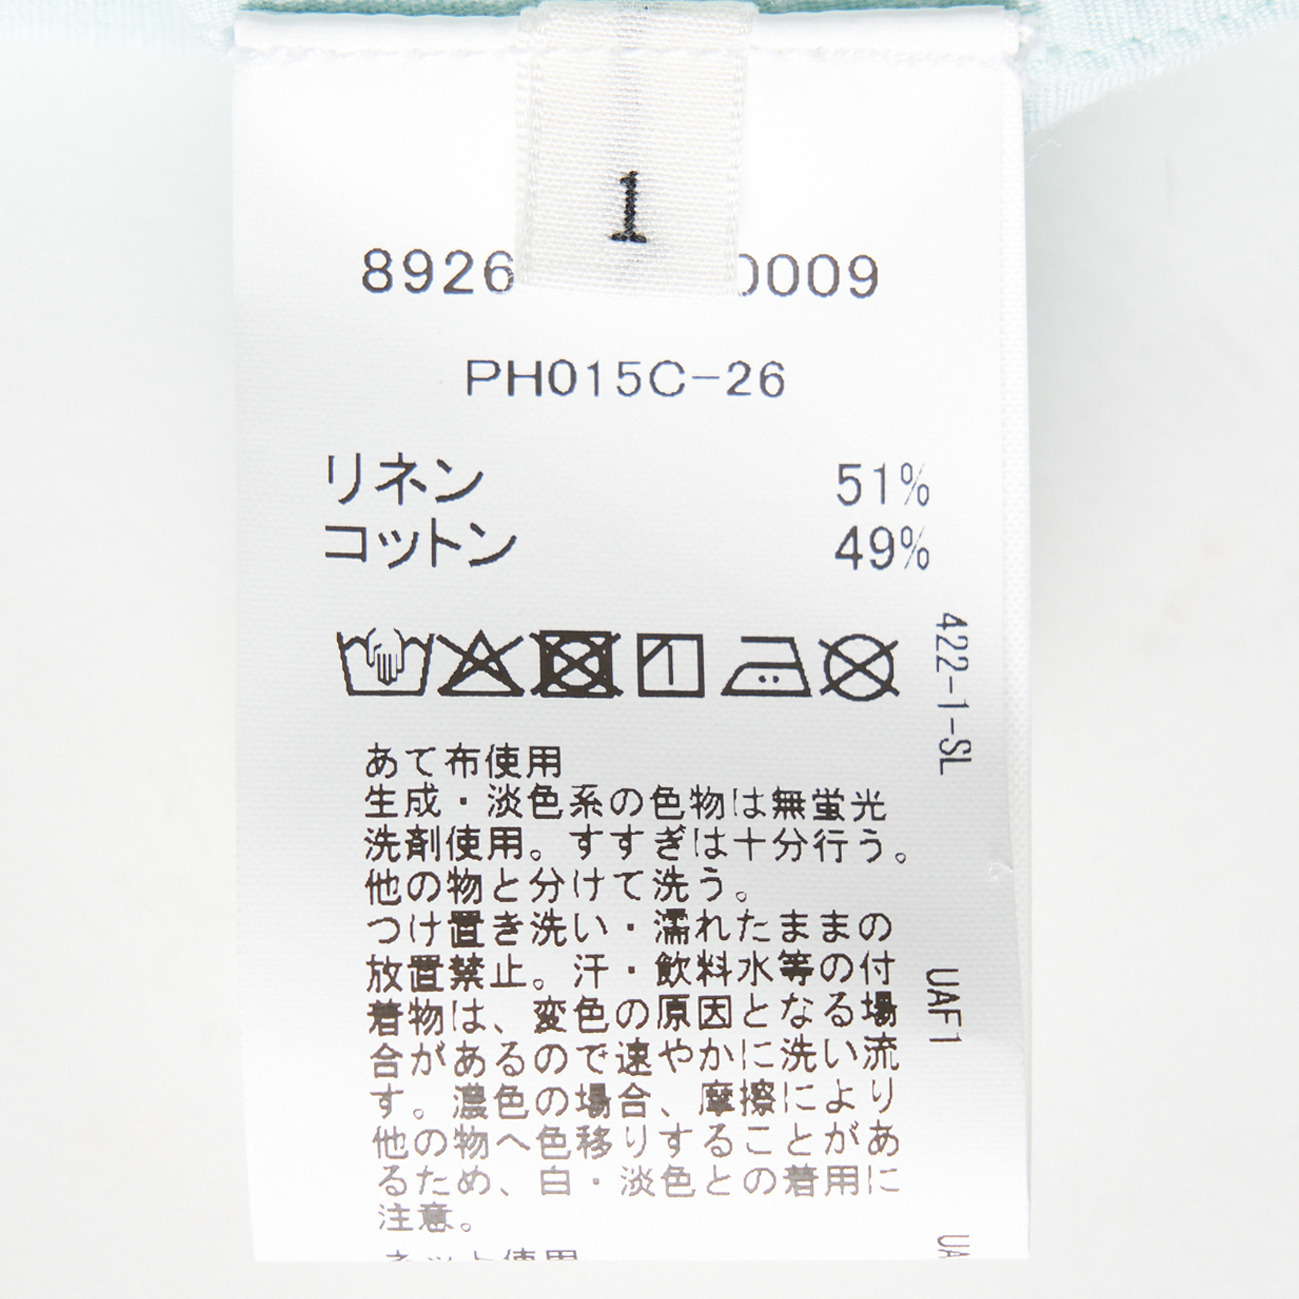 1
8926 0009
PH015C-26
リネン 51%
コットン 49%
422-1-SL
あて布使用
生成・淡色系の色物は無蛍光
洗剤使用。すすぎは十分行う。
他の物と分けて洗う。
つけ置き洗い・濡れたままの
放置禁止。汗・飲料水等の付
着物は、変色の原因となる場
合があるので速やかに洗い流
す。濃色の場合、摩擦により
他の物へ色移りすることがあ
るため、白・淡色との着用に
注意。
ネット使用
UAF1
UA